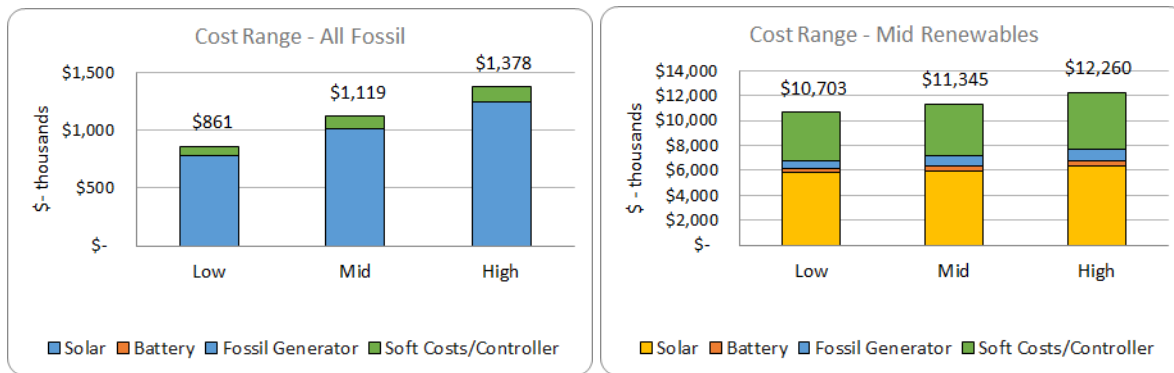 Cost Range - All Fossil
$- thousands
$1,500
$1,000
$500
$-
$861
$1,119
$1,378
Low Mid High
Solar Battery Fossil Generator Soft Costs/Controller
Cost Range - Mid Renewables
$ - thousands
$14,000
$12,000
$10,000
$8,000
$6,000
$4,000
$2,000
$-
$10,703
$11,345
$12,260
Low Mid High
Solar Battery Fossil Generator Soft Costs/Controller